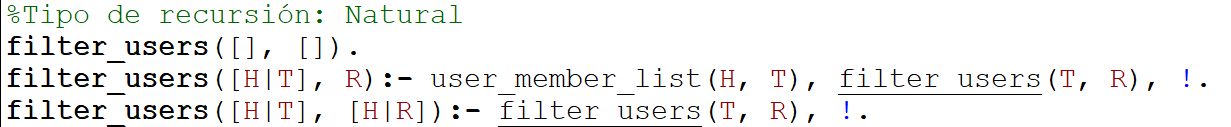 %Tipo de recursión: Natural
filter_users([], []).
filter_users([H|T], R):- user_member_list(H, T), filter_users(T, R), !.
filter_users([H|T], [H|R]):- filter_users(T, R), !.